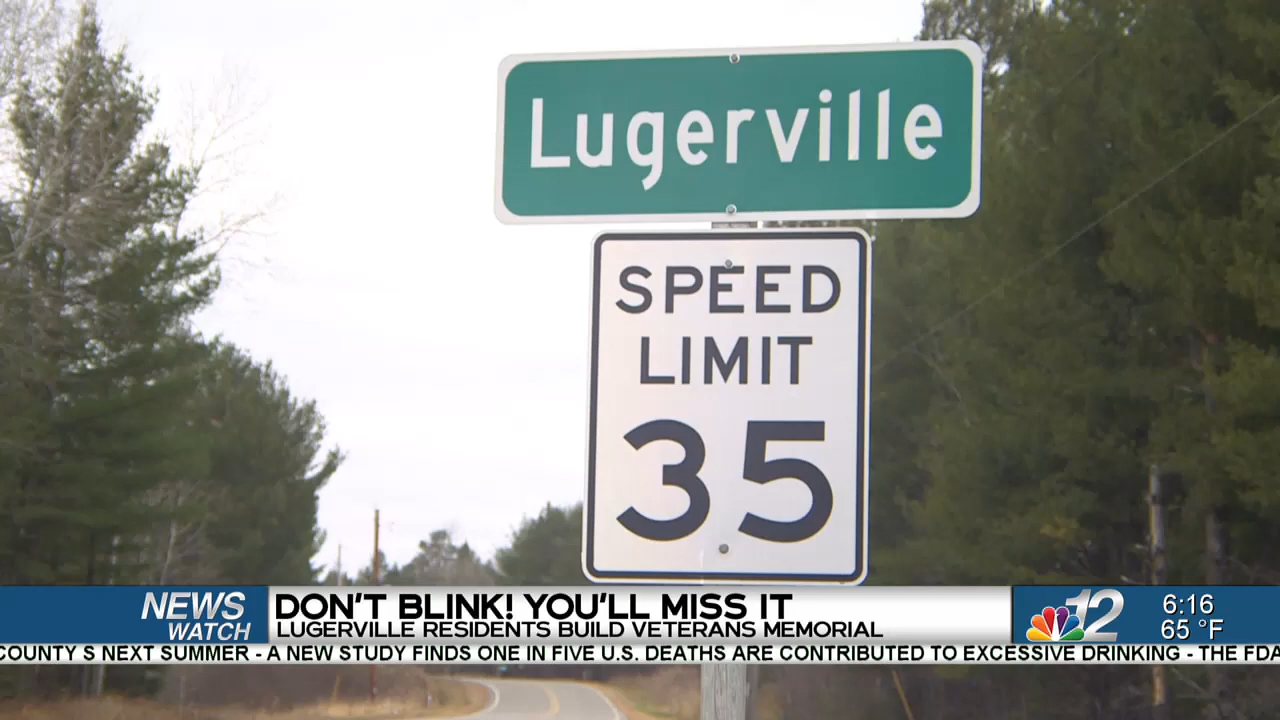 Lugerville
SPEED
LIMIT
35
NEWS
WATCH
DON'T BLINK! YOU'LL MISS IT
LUGERVILLE RESIDENTS BUILD VETERANS MEMORIAL
12
6:16
65 °F
COUNTY S NEXT SUMMER - A NEW STUDY FINDS ONE IN FIVE U.S. DEATHS ARE CONTRIBUTED TO EXCESSIVE DRINKING - THE FDA